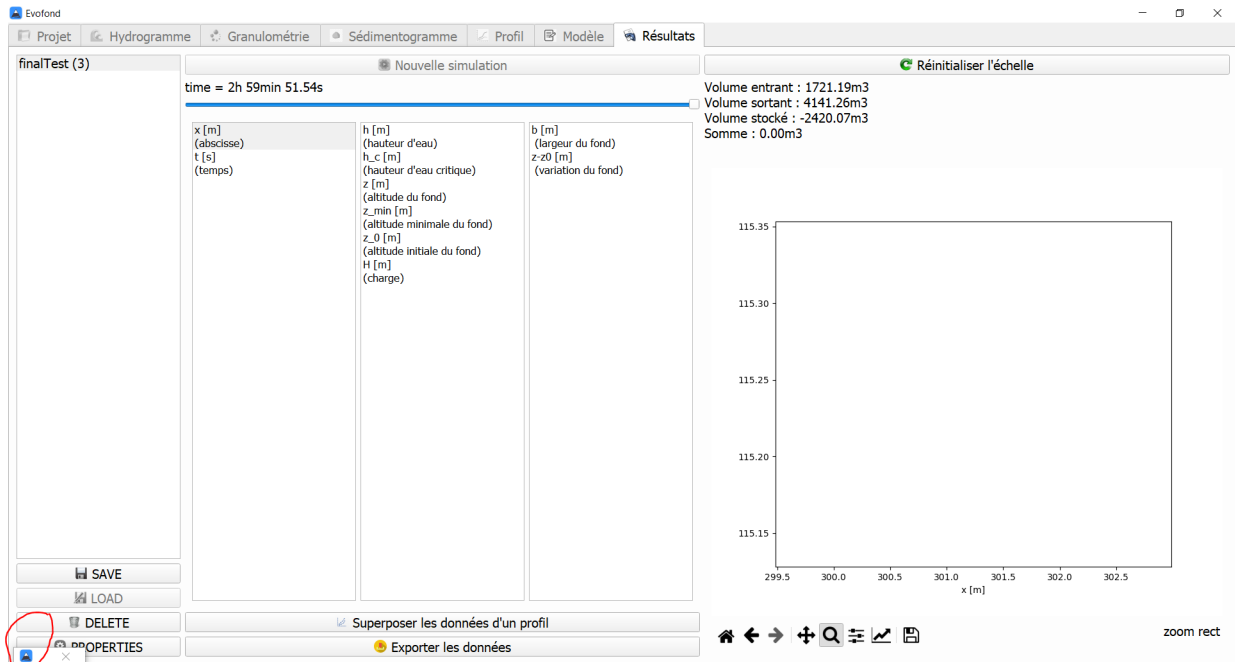 Evofond
Projet
Hydrogramme
Granulométrie
Sédimentogramme
Profil
Modèle
Résultats
finalTest (3)
Nouvelle simulation
Réinitialiser l'échelle
time = 2h 59min 51.54s
Volume entrant : 1721.19m3
Volume sortant : 4141.26m3
Volume stocké : -2420.07m3
Somme : 0.00m3
x [m]
(abscisse)
t [s]
(temps)
h [m]
(hauteur d'eau)
h_c [m]
(hauteur d'eau critique)
z [m]
(altitude du fond)
z_min [m]
(altitude minimale du fond)
z_0 [m]
(altitude initiale du fond)
H [m]
(charge)
b [m]
(largeur du fond)
z-z0 [m]
(variation du fond)
115.35
115.30
115.25
115.20
115.15
299.5 300.0 300.5 301.0 301.5 302.0 302.5
x [m]
SAVE
LOAD
DELETE
PROPERTIES
Superposer les données d'un profil
Exporter les données
zoom rect